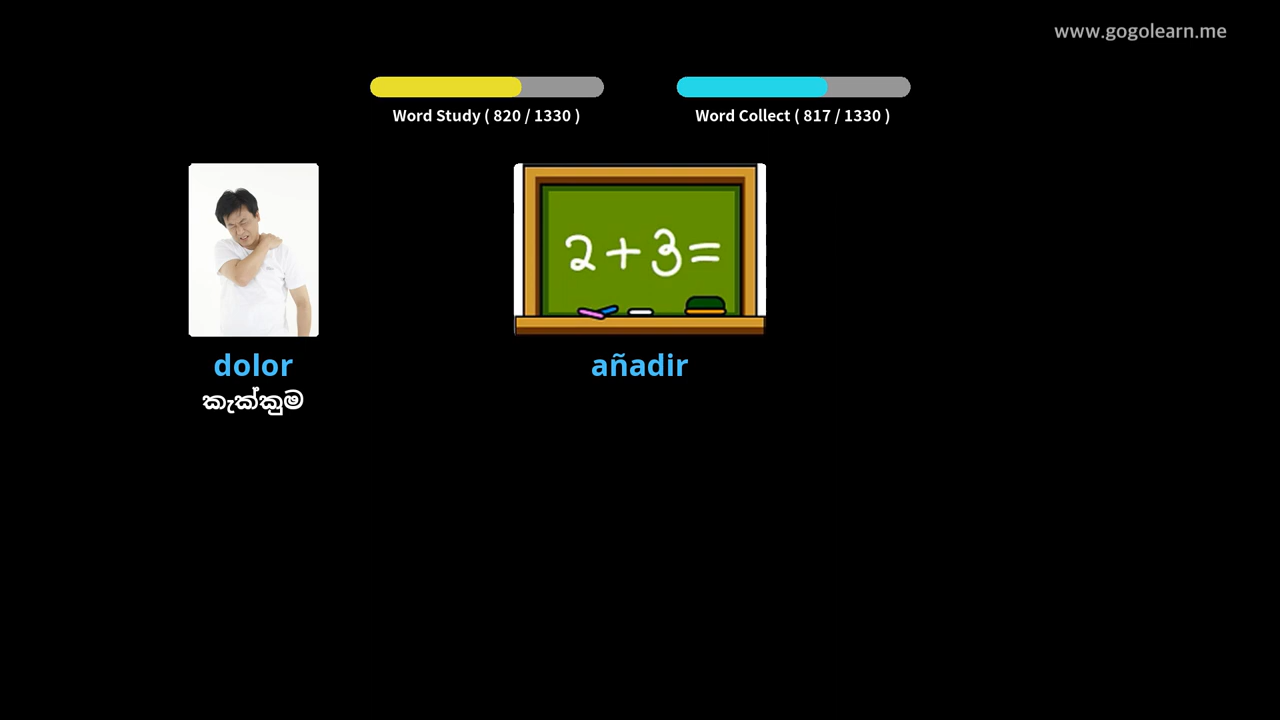 www.gogolearn.me
Word Study ( 820 / 1330 )
Word Collect ( 817 / 1330 )
2+3=
dolor
කැක්කුම
añadir